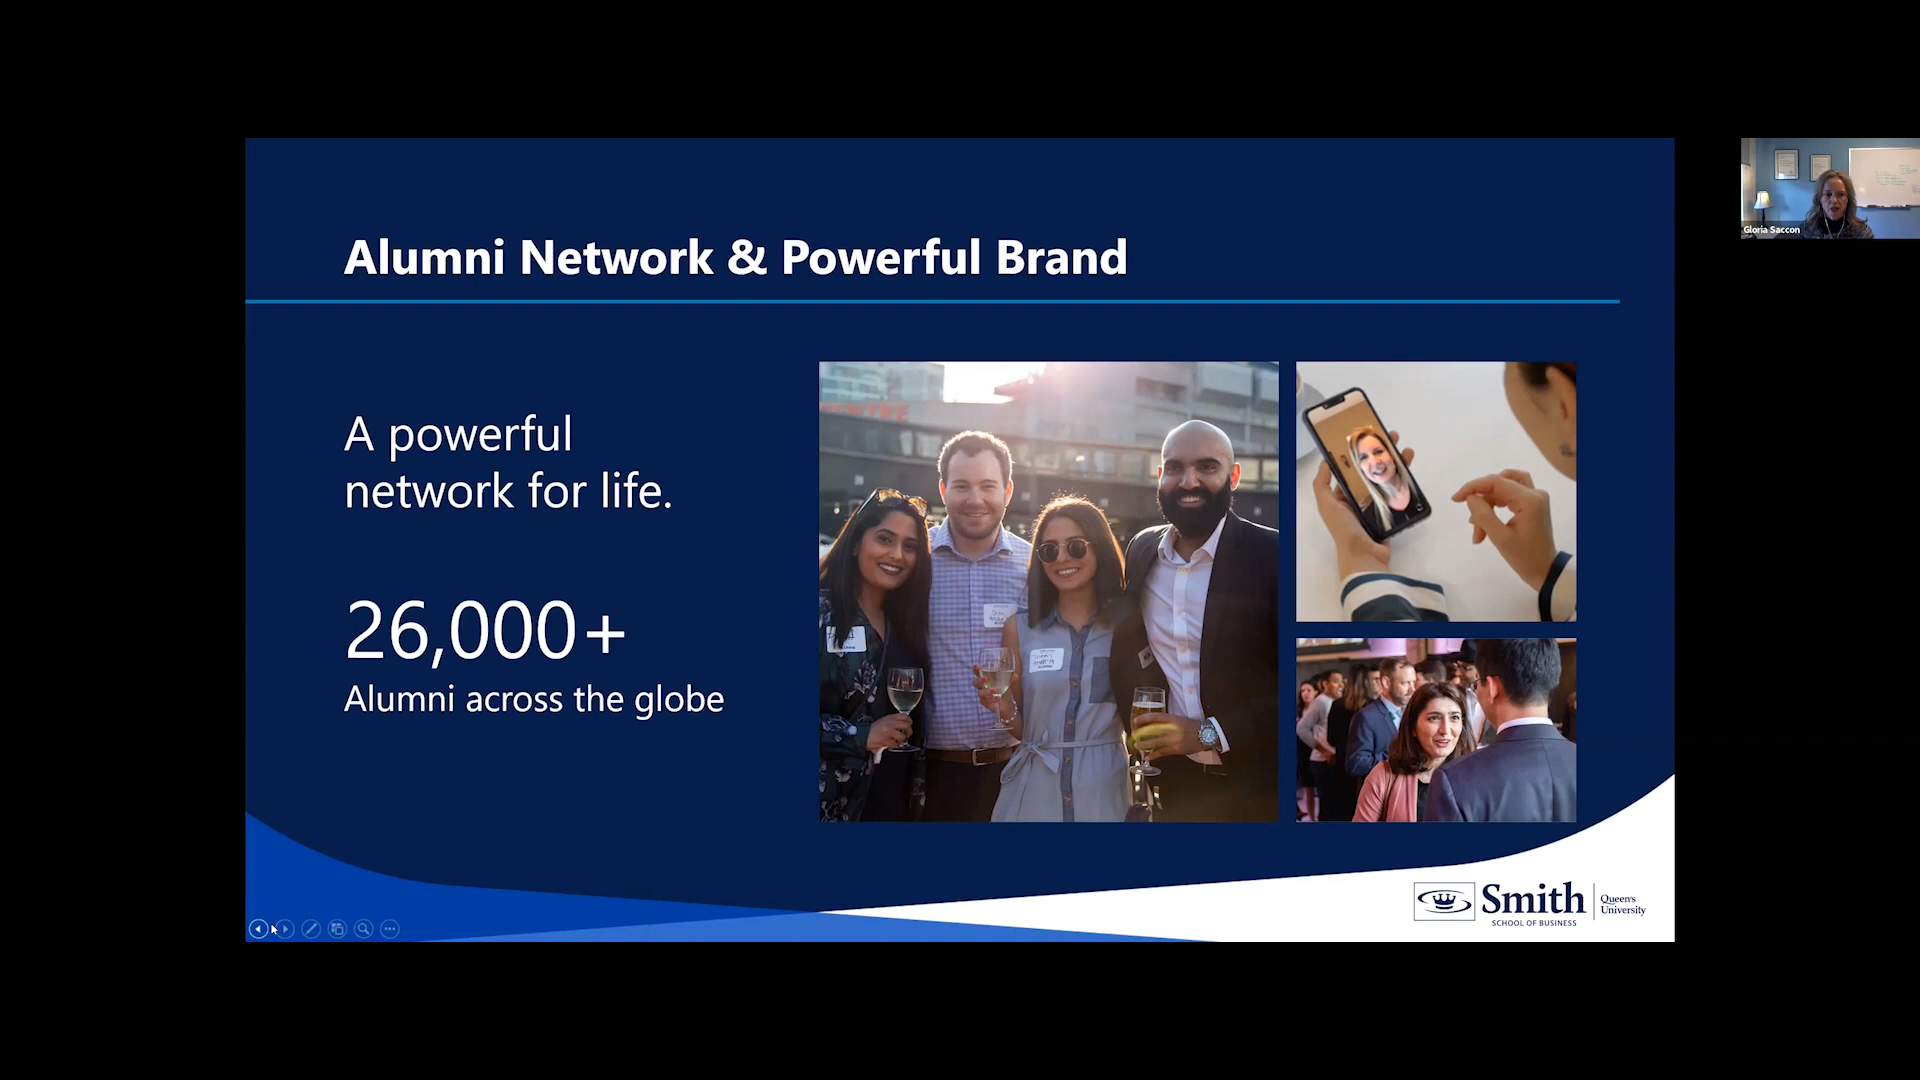 Alumni Network & Powerful Brand
A powerful
network for life.
26,000+
Alumni across the globe
Gloria Saccon
Smith
SCHOOL OF BUSINESS
Queen's
University